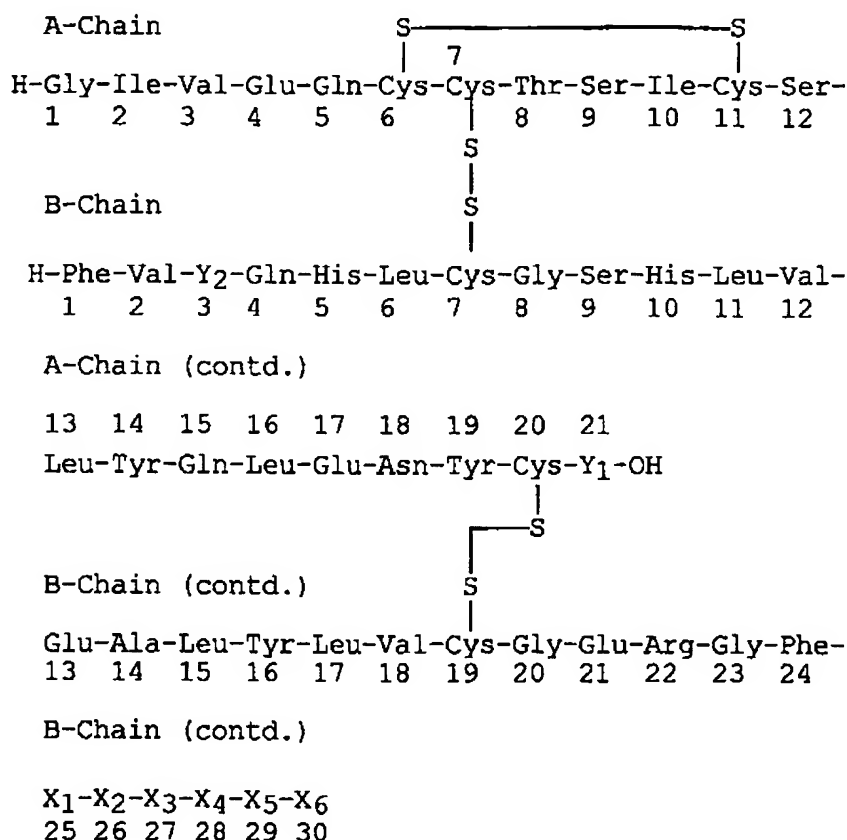 A-Chain
S S
7
H-Gly-Ile-Val-Glu-Gln-Cys-Cys-Thr-Ser-Ile-Cys-Ser-
1 2 3 4 5 6 8 9 10 11 12
S
S
B-Chain
H-Phe-Val-Y2-Gln-His-Leu-Cys-Gly-Ser-His-Leu-Val-
1 2 3 4 5 6 7 8 9 10 11 12
A-Chain (contd.)
13 14 15 16 17 18 19 20 21
Leu-Tyr-Gln-Leu-Glu-Asn-Tyr-Cys-Y1-OH
S
B-Chain (contd.) S
Glu-Ala-Leu-Tyr-Leu-Val-Cys-Gly-Glu-Arg-Gly-Phe-
13 14 15 16 17 18 19 20 21 22 23 24
B-Chain (contd.)
X1-X2-X3-X4-X5-X6
25 26 27 28 29 30